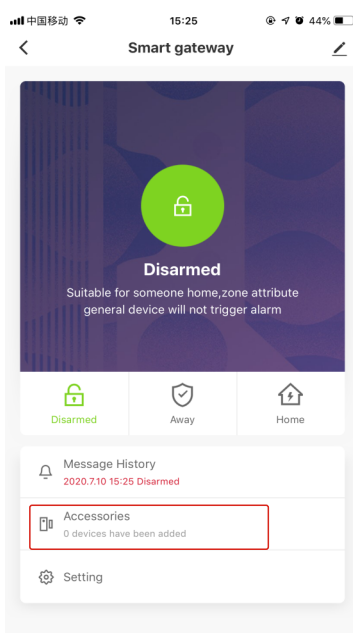 中国移动 15:25 44%
Smart gateway
Disarmed
Suitable for someone home,zone attribute
general device will not trigger alarm
Disarmed Away Home
Message History
2020.7.10 15:25 Disarmed
Accessories
0 devices have been added
Setting